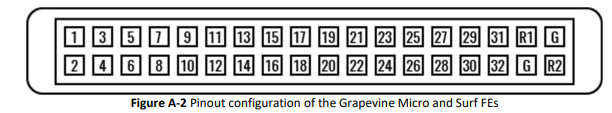 1 3 5 7 9 11 13 15 17 19 21 23 25 27 29 31 R1 G
2 4 6 8 10 12 14 16 18 20 22 24 26 28 30 32 G R2
Figure A-2 Pinout configuration of the Grapevine Micro and Surf FEs